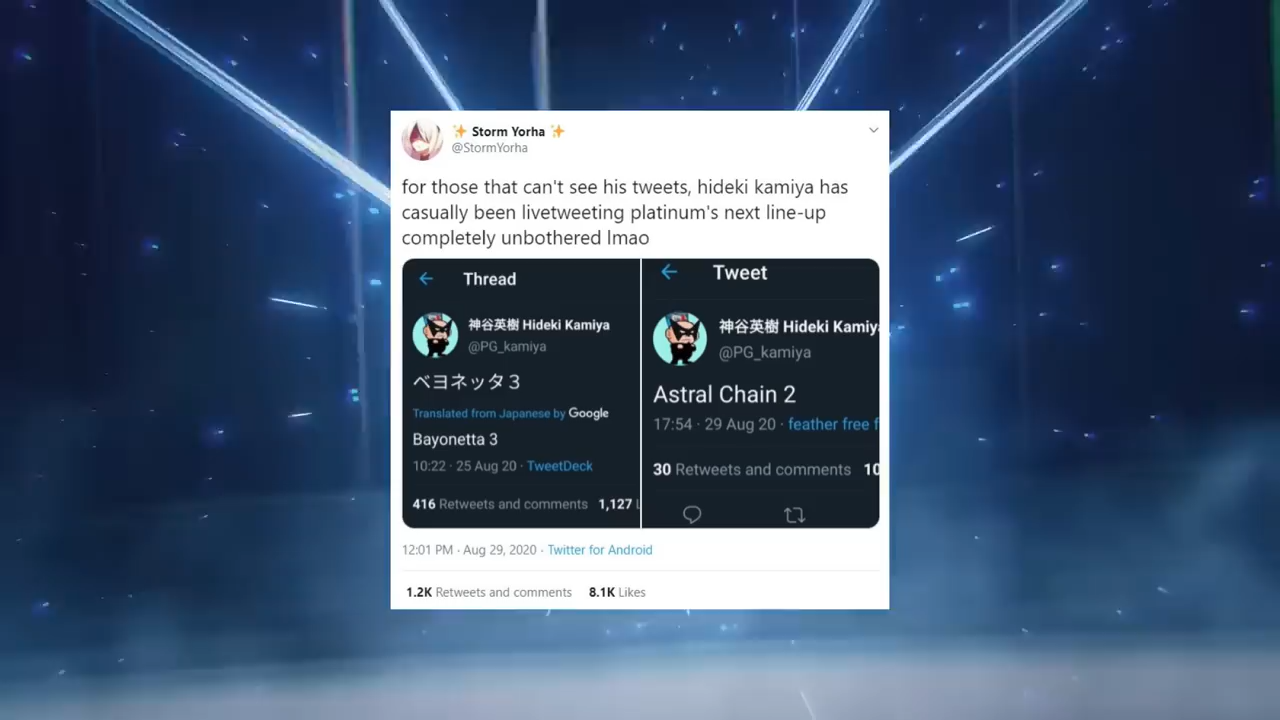 ✨ Storm Yorha ✨
@StormYorha
for those that can't see his tweets, hideki kamiya has
casually been livetweeting platinum's next line-up
completely unbothered lmao
Thread
神谷英樹 Hideki Kamiya
@PG_kamiya
ベヨネッタ３
Translated from Japanese by Google
Bayonetta 3
10:22 · 25 Aug 20 · TweetDeck
416 Retweets and comments 1,127
Tweet
神谷英樹 Hideki Kamiy
@PG_kamiya
Astral Chain 2
17:54 · 29 Aug 20 · feather free f
30 Retweets and comments 10
12:01 PM · Aug 29, 2020 · Twitter for Android
1.2K Retweets and comments 8.1K Likes